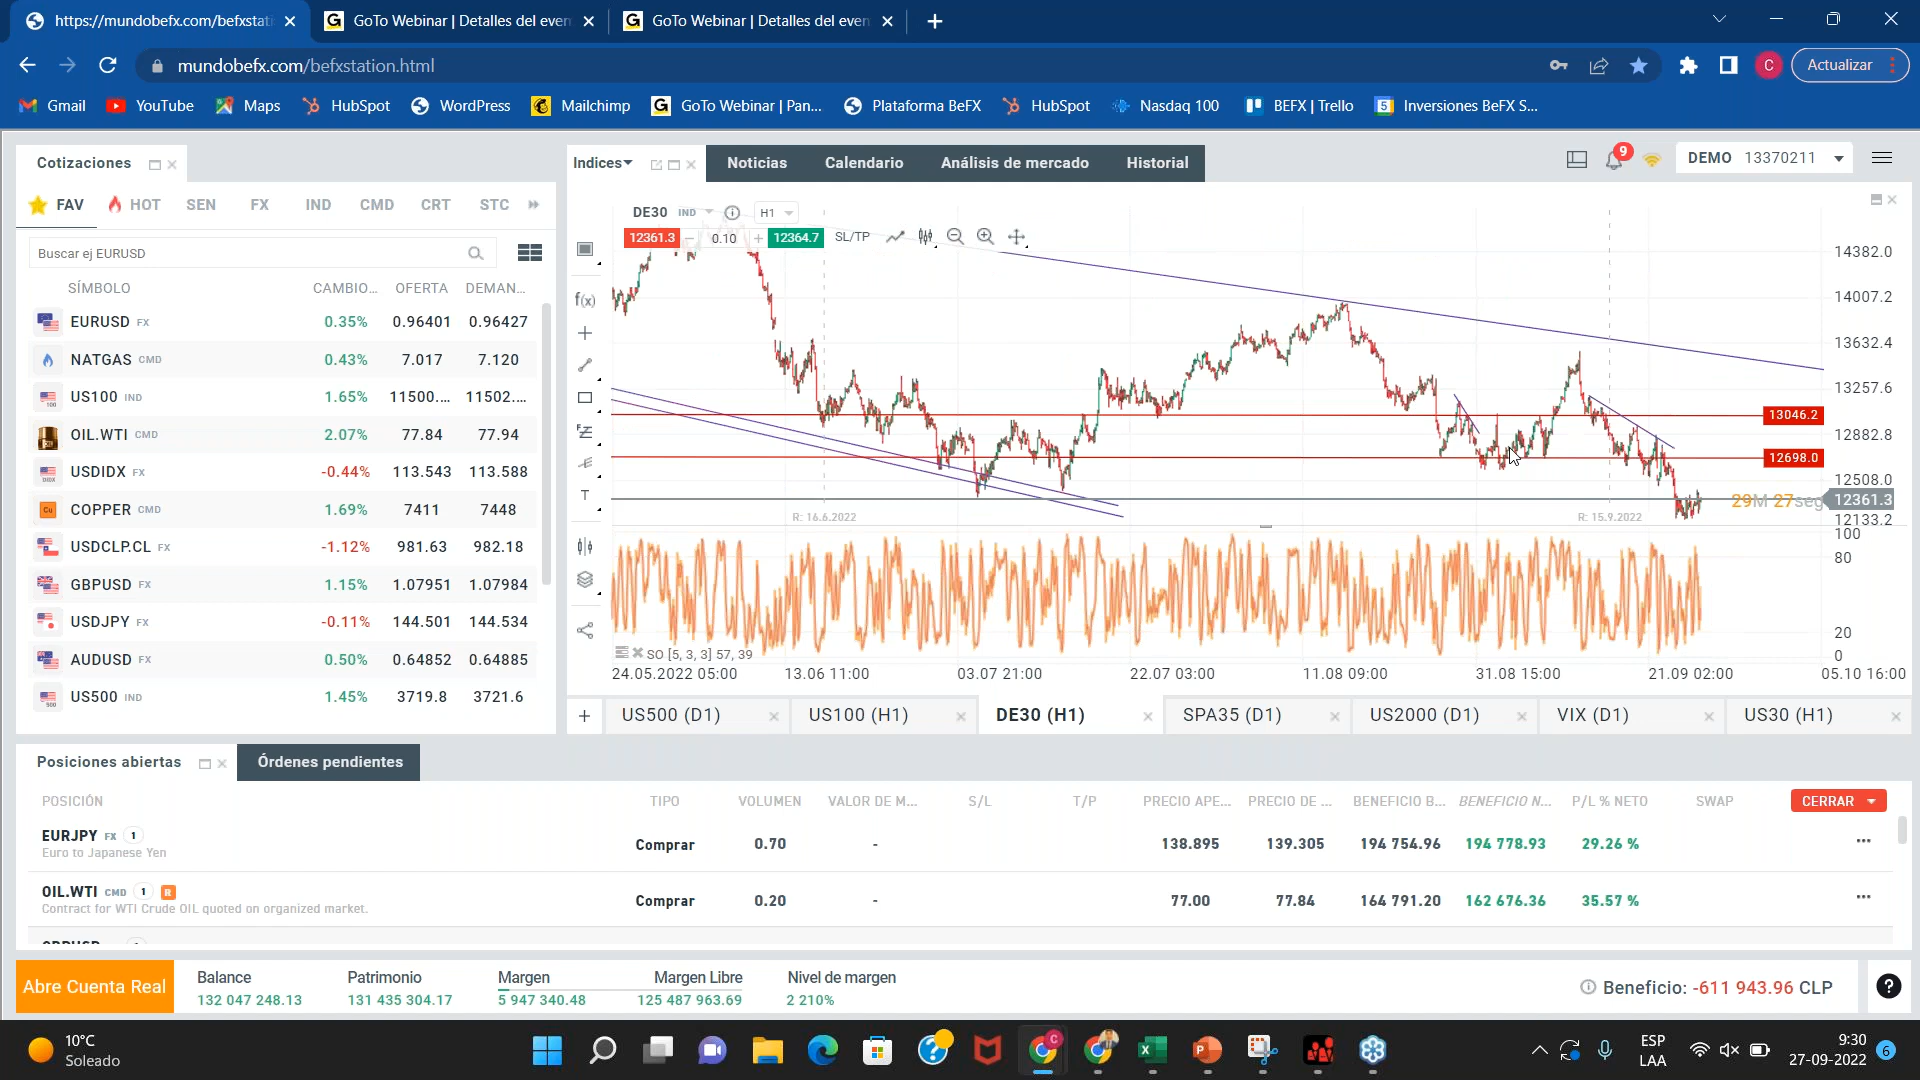 https://mundobefx.com/befxstati
GoTo Webinar | Detalles del even
GoTo Webinar | Detalles del even
mundobefx.com/befxstation.html
C
Actualizar
Gmail YouTube Maps HubSpot WordPress Mailchimp GoTo Webinar | Pan... Plataforma BeFX HubSpot Nasdaq 100 BEFX | Trello Inversiones BeFX S...
Cotizaciones
FAV HOT SEN FX IND CMD CRT STC
Buscar ej EURUSD
SÍMBOLO CAMBIO... OFERTA DEMAN...
EURUSD FX 0.35% 0.96401 0.96427
NATGAS CMD 0.43% 7.017 7.120
US100 IND 1.65% 11500.... 11502....
OIL.WTI CMD 2.07% 77.84 77.94
USDIDX FX -0.44% 113.543 113.588
COPPER CMD 1.69% 7411 7448
USDCLP.CL FX -1.12% 981.63 982.18
GBPUSD FX 1.15% 1.07951 1.07984
USDJPY FX -0.11% 144.501 144.534
AUDUSD FX 0.50% 0.64852 0.64885
US500 IND 1.45% 3719.8 3721.6
Indices Noticias Calendario Análisis de mercado Historial
9
DEMO 13370211
DE30 IND H1
12361.3 0.10 12364.7 SL/TP
f(x)
T
14382.0
14007.2
13632.4
13257.6
13046.2
12882.8
12698.0
12508.0
29M 27seg 12361.3
12133.2
R: 16.6.2022
R: 15.9.2022
100
80
20
0
SO [5, 3, 3] 57, 39
24.05.2022 05:00 13.06 11:00 03.07 21:00 22.07 03:00 11.08 09:00 31.08 15:00 21.09 02:00 05.10 16:00
US500 (D1) US100 (H1) DE30 (H1) SPA35 (D1) US2000 (D1) VIX (D1) US30 (H1)
Posiciones abiertas Órdenes pendientes
POSICIÓN TIPO VOLUMEN VALOR DE M... S/L T/P PRECIO APE... PRECIO DE ... BENEFICIO B... BENEFICIO N... P/L % NETO SWAP CERRAR
EURJPY FX 1 Comprar 0.70 - 138.895 139.305 194 754.96 194 778.93 29.26 %
Euro to Japanese Yen
OIL.WTI CMD 1 R Comprar 0.20 - 77.00 77.84 164 791.20 162 676.36 35.57 %
Contract for WTI Crude OIL quoted on organized market.
Abre Cuenta Real
Balance Patrimonio Margen Margen Libre Nivel de margen
132 047 248.13 131 435 304.17 5 947 340.48 125 487 963.69 2 210%
Beneficio: -611 943.96 CLP
10°C
Soleado
ESP
LAA
9:30
27-09-2022
6